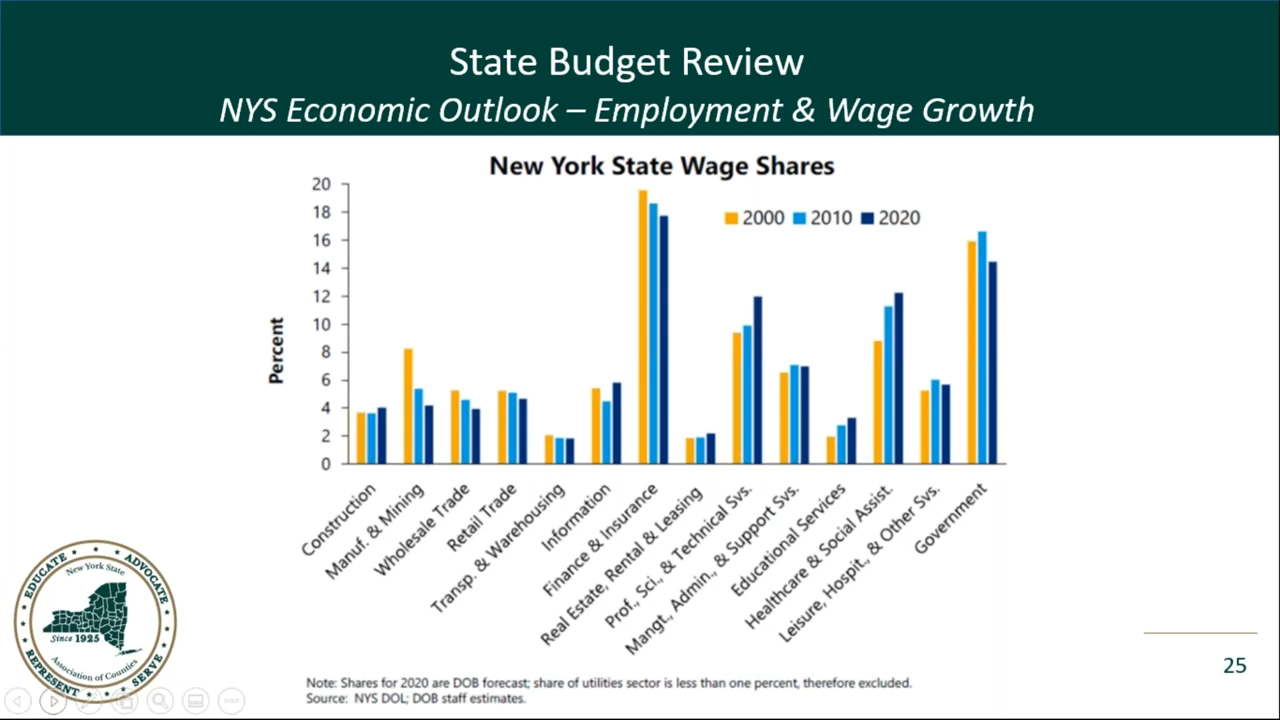 State Budget Review
NYS Economic Outlook – Employment & Wage Growth
New York State Wage Shares
2000 2010 2020
Percent
20
18
16
14
12
10
8
6
4
2
0
Construction
Manuf. & Mining
Wholesale Trade
Retail Trade
Transp. & Warehousing
Information
Finance & Insurance
Real Estate, Rental & Leasing
Prof., Sci., & Technical Svs.
Mangt., Admin., & Support Svs.
Educational Services
Healthcare & Social Assist.
Leisure, Hospit., & Other Svs.
Government
EDUCATE
ADVOCATE
New York State
Since 1925
Association of Counties
REPRESENT
SERVE
25
Note: Shares for 2020 are DOB forecast; share of utilities sector is less than one percent, therefore excluded.
Source: NYS DOL; DOB staff estimates.